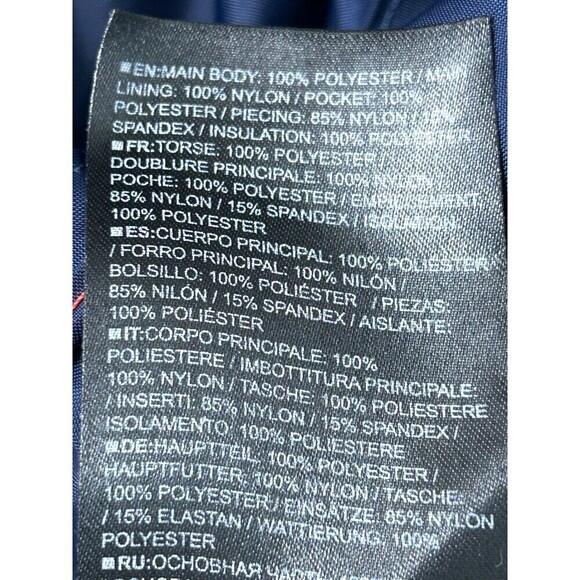 EN:MAIN BODY: 100% POLYESTER / MAIN
LINING: 100% NYLON / POCKET: 100%
POLYESTER / PIECING: 85% NYLON / 15%
SPANDEX / INSULATION: 100% POLYESTER
FR:TORSE: 100% POLYESTER /
DOUBLURE PRINCIPALE: 100% NYLON /
POCHE: 100% POLYESTER / EMPIÈCEMENT:
85% NYLON / 15% SPANDEX / ISOLATION:
100% POLYESTER
ES:CUERPO PRINCIPAL: 100% POLIÉSTER
/ FORRO PRINCIPAL: 100% NILÓN /
BOLSILLO: 100% POLIÉSTER / PIEZAS:
85% NILÓN / 15% SPANDEX / AISLANTE:
100% POLIÉSTER
IT:CORPO PRINCIPALE: 100%
POLIESTERE / IMBOTTITURA PRINCIPALE:
100% NYLON / TASCHE: 100% POLIESTERE
/ INSERTI: 85% NYLON / 15% SPANDEX /
ISOLAMENTO: 100% POLIESTERE
DE:HAUPTTEIL: 100% POLYESTER /
HAUPTFUTTER: 100% NYLON / TASCHE:
100% POLYESTER / EINSÄTZE: 85% NYLON
/ 15% ELASTAN / WATTIERUNG: 100%
POLYESTER
RU:ОСНОВНАЯ